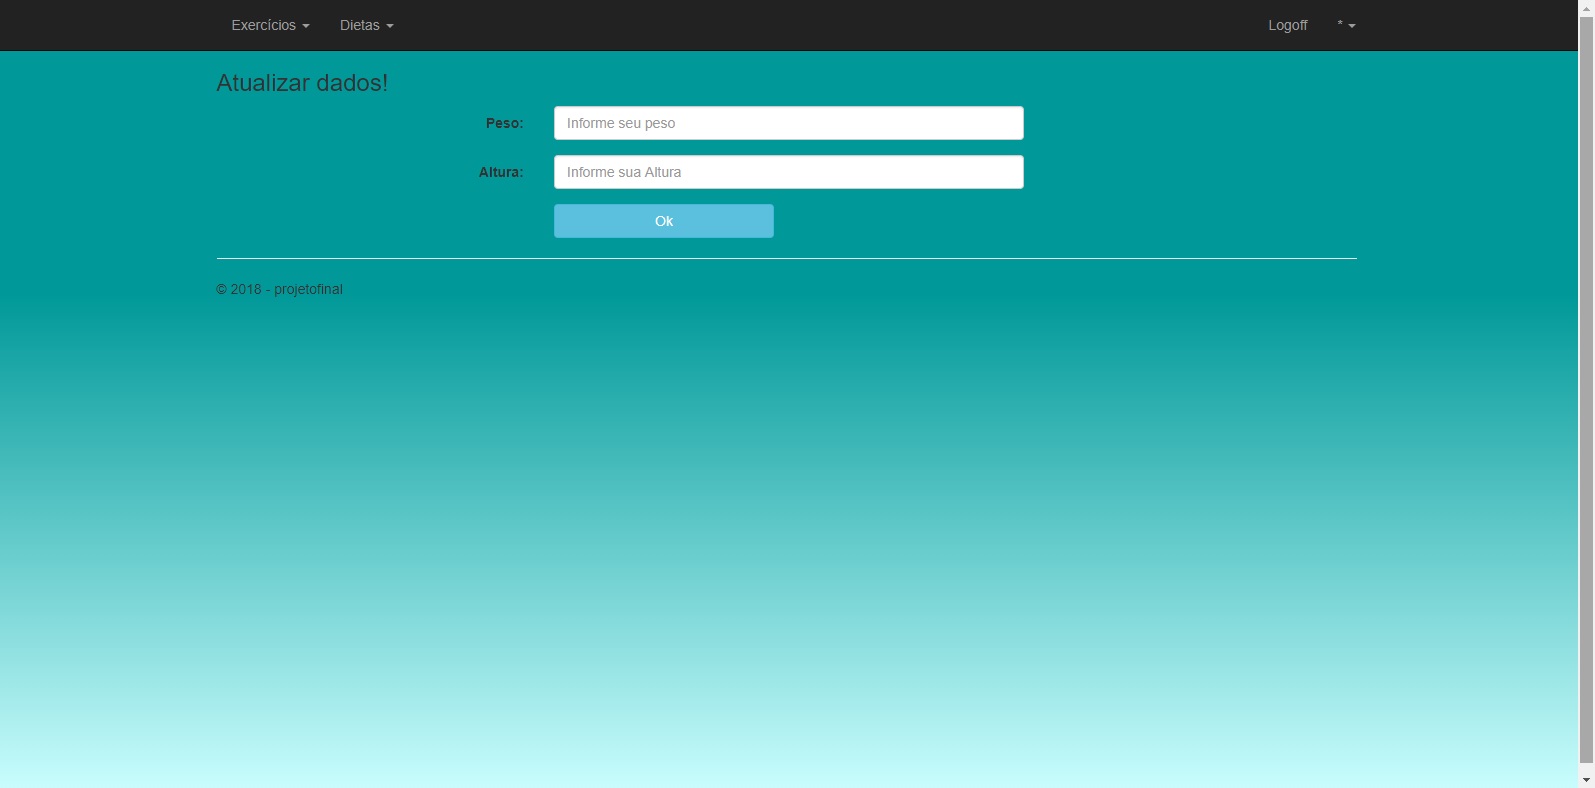 Exercícios Dietas Logoff *
Atualizar dados!
Peso: Informe seu peso
Altura: Informe sua Altura
Ok
© 2018 - projetofinal